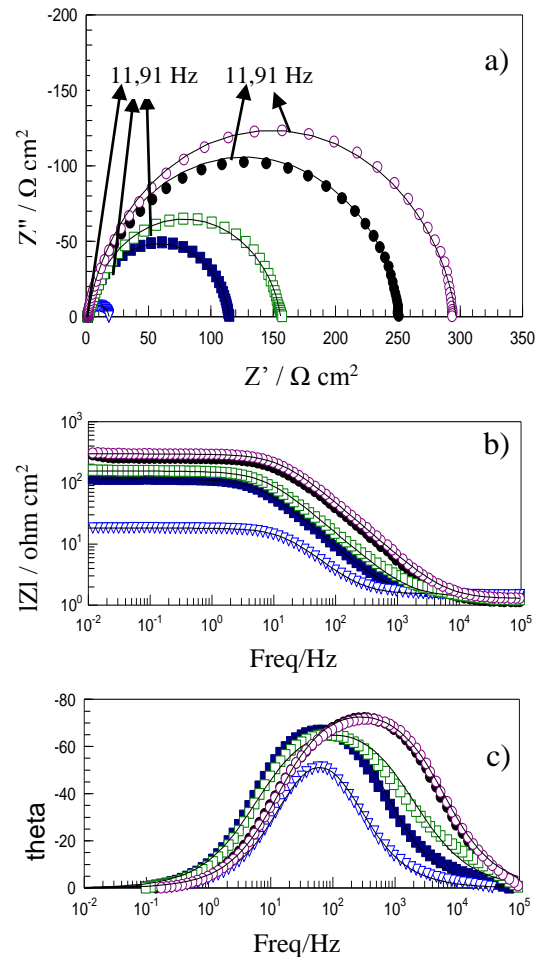 -200
a)
11,91 Hz 11,91 Hz
-150
-100
-50
0
Z'' / Ω cm²
0 50 100 150 200 250 300 350
Z' / Ω cm²
10³
b)
10²
10¹
10⁰
lZl / ohm cm²
10⁻² 10⁻¹ 10⁰ 10¹ 10² 10³ 10⁴ 10⁵
Freq/Hz
-80
c)
-60
-40
-20
0
theta
10⁻² 10⁻¹ 10⁰ 10¹ 10² 10³ 10⁴ 10⁵
Freq/Hz